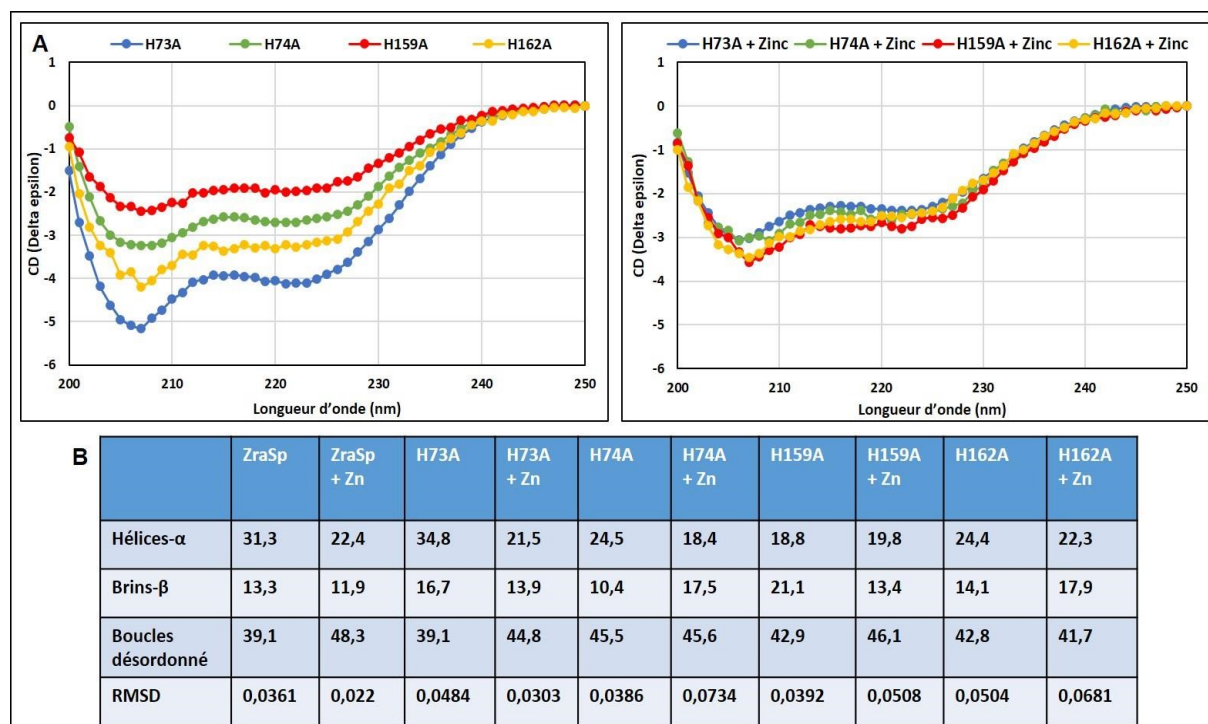 A
H73A H74A H159A H162A
1
0
-1
-2
-3
-4
-5
-6
CD (Delta epsilon)
200 210 220 230 240 250
Longueur d'onde (nm)
H73A + Zinc H74A + Zinc H159A + Zinc H162A + Zinc
1
0
-1
-2
-3
-4
-5
-6
CD (Delta epsilon)
200 210 220 230 240 250
Longueur d'onde (nm)
B
ZraSp ZraSp + Zn H73A H73A + Zn H74A H74A + Zn H159A H159A + Zn H162A H162A + Zn
Hélices-α 31,3 22,4 34,8 21,5 24,5 18,4 18,8 19,8 24,4 22,3
Brins-β 13,3 11,9 16,7 13,9 10,4 17,5 21,1 13,4 14,1 17,9
Boucles désordonné 39,1 48,3 39,1 44,8 45,5 45,6 42,9 46,1 42,8 41,7
RMSD 0,0361 0,022 0,0484 0,0303 0,0386 0,0734 0,0392 0,0508 0,0504 0,0681